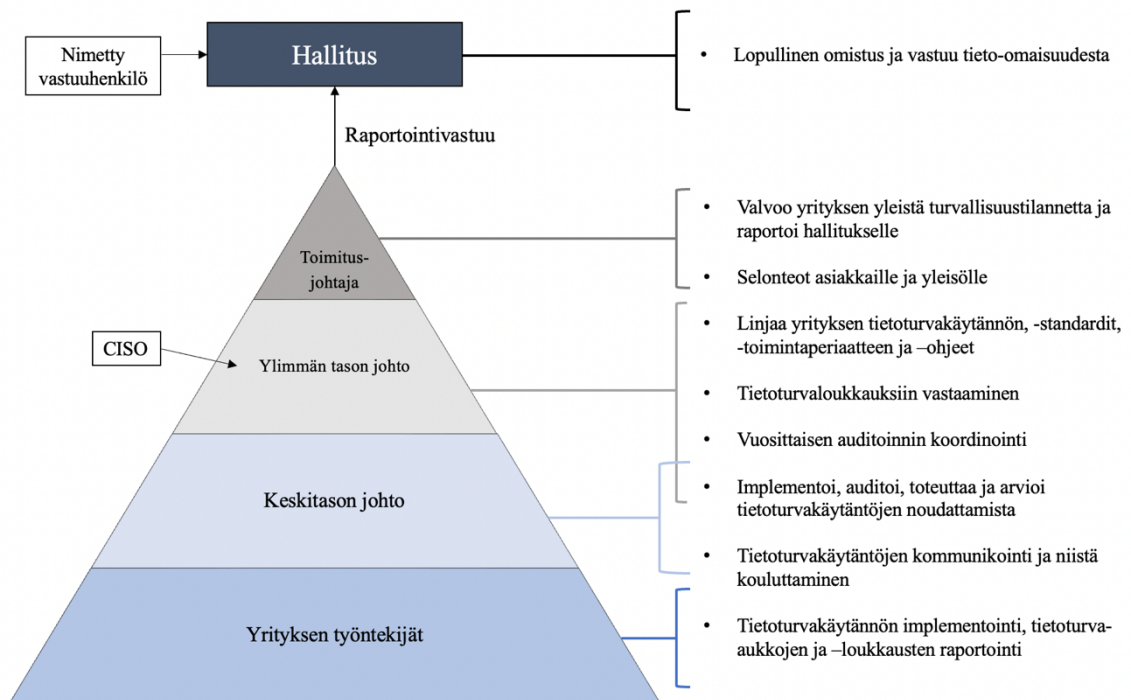 Nimetty
vastuuhenkilö
Hallitus
• Lopullinen omistus ja vastuu tieto-omaisuudesta
Raportointivastuu
Toimitus-
johtaja
• Valvoo yrityksen yleistä turvallisuustilannetta ja
raportoi hallitukselle
• Selonteot asiakkaille ja yleisölle
CISO
Ylimmän tason johto
• Linjaa yrityksen tietoturvakäytännön, -standardit,
-toimintaperiaatteen ja –ohjeet
• Tietoturvaloukkauksiin vastaaminen
• Vuosittaisen auditoinnin koordinointi
Keskitason johto
• Implementoi, auditoi, toteuttaa ja arvioi
tietoturvakäytäntöjen noudattamista
• Tietoturvakäytäntöjen kommunikointi ja niistä
kouluttaminen
Yrityksen työntekijät
• Tietoturvakäytännön implementointi, tietoturva-
aukkojen ja –loukkausten raportointi